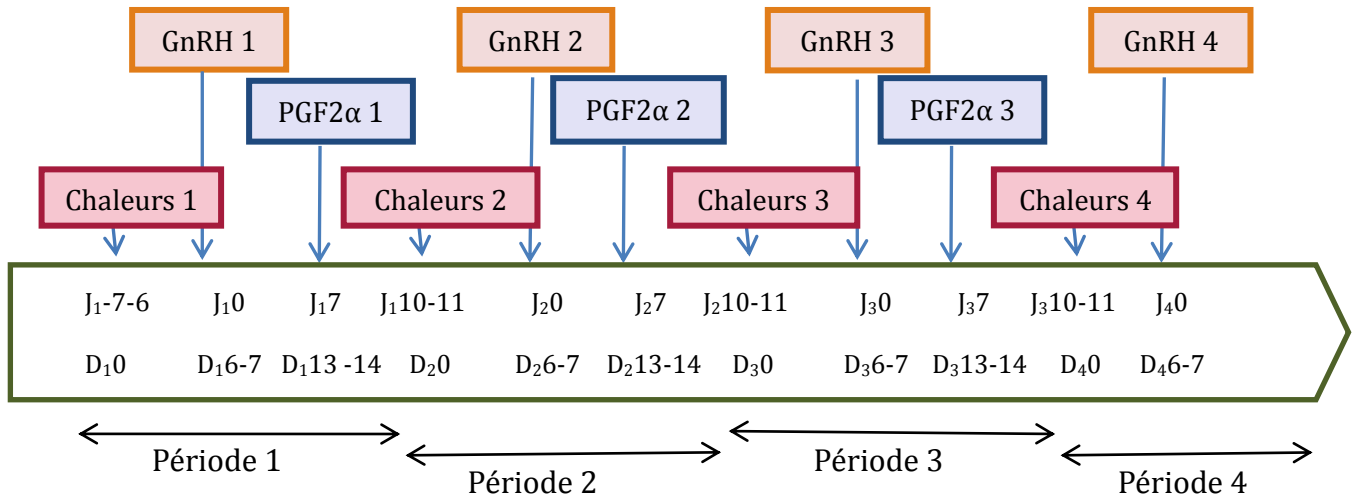 GnRH 1 GnRH 2 GnRH 3 GnRH 4
PGF2α 1 PGF2α 2 PGF2α 3
Chaleurs 1 Chaleurs 2 Chaleurs 3 Chaleurs 4
J₁-7-6 J₁0 J₁7 J₁10-11 J₂0 J₂7 J₂10-11 J₃0 J₃7 J₃10-11 J₄0
D₁0 D₁6-7 D₁13 -14 D₂0 D₂6-7 D₂13-14 D₃0 D₃6-7 D₃13-14 D₄0 D₄6-7
Période 1 Période 2 Période 3 Période 4